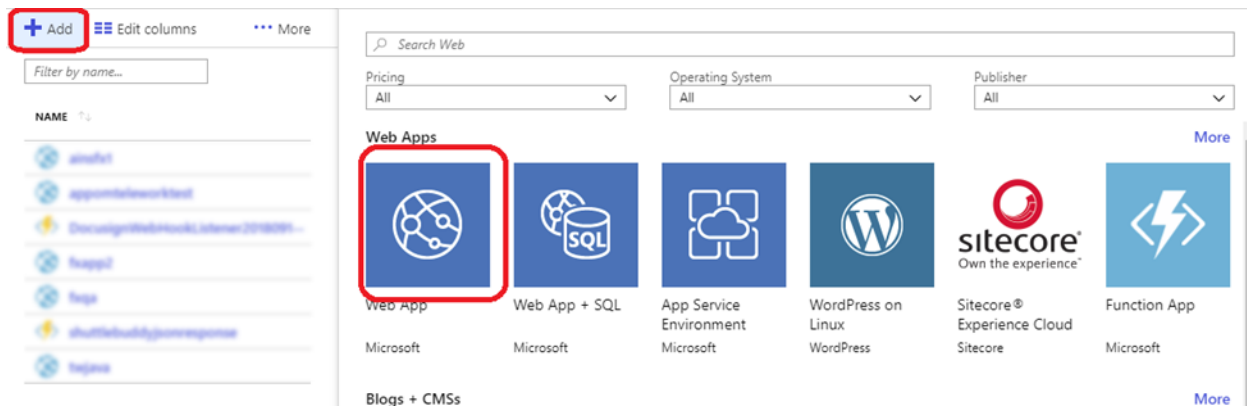 Add
Edit columns
More
Filter by name...
NAME
Search Web
Pricing
Operating System
Publisher
All
All
All
Web Apps
More
SQL
sitecore
Own the experience
Web App
Web App + SQL
App Service
Environment
WordPress on
Linux
Sitecore®
Experience Cloud
Function App
Microsoft
Microsoft
Microsoft
WordPress
Sitecore
Microsoft
Blogs + CMSs
More